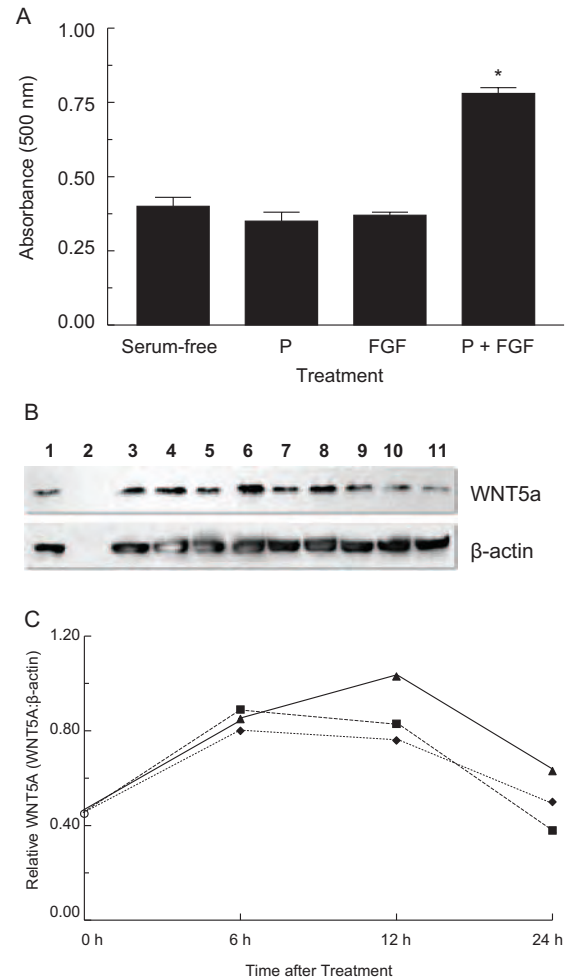 A
1.00
0.75
0.50
0.25
0.00
Absorbance (500 nm)
*
Serum-free P FGF P + FGF
Treatment
B
1 2 3 4 5 6 7 8 9 10 11
WNT5a
β-actin
C
1.20
0.80
0.40
0.00
Relative WNT5A (WNT5A:β-actin)
0 h 6 h 12 h 24 h
Time after Treatment